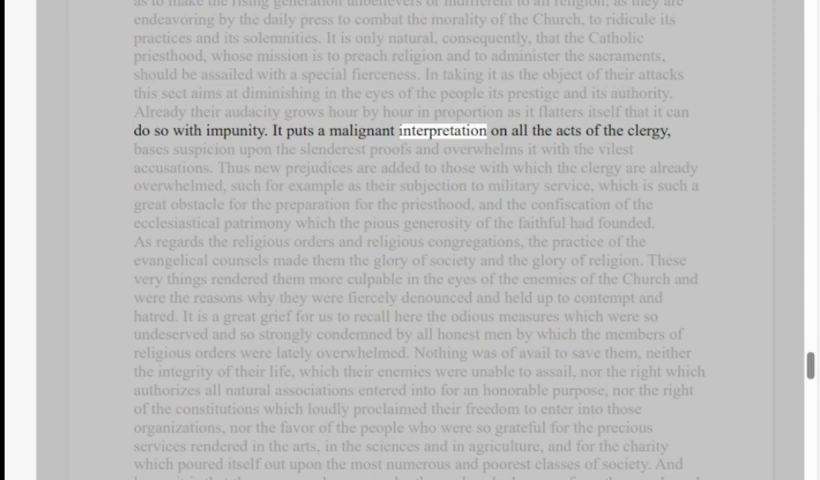 as to make the rising generation unbelievers or indifferent to all religion, as they are
endeavoring by the daily press to combat the morality of the Church, to ridicule its
practices and its solemnities. It is only natural, consequently, that the Catholic
priesthood, whose mission is to preach religion and to administer the sacraments,
should be assailed with a special fierceness. In taking it as the object of their attacks
this sect aims at diminishing in the eyes of the people its prestige and its authority.
Already their audacity grows hour by hour in proportion as it flatters itself that it can
do so with impunity. It puts a malignant interpretation on all the acts of the clergy,
bases suspicion upon the slenderest proofs and overwhelms it with the vilest
accusations. Thus new prejudices are added to those with which the clergy are already
overwhelmed, such for example as their subjection to military service, which is such a
great obstacle for the preparation for the priesthood, and the confiscation of the
ecclesiastical patrimony which the pious generosity of the faithful had founded.
As regards the religious orders and religious congregations, the practice of the
evangelical counsels made them the glory of society and the glory of religion. These
very things rendered them more culpable in the eyes of the enemies of the Church and
were the reasons why they were fiercely denounced and held up to contempt and
hatred. It is a great grief for us to recall here the odious measures which were so
undeserved and so strongly condemned by all honest men by which the members of
religious orders were lately overwhelmed. Nothing was of avail to save them, neither
the integrity of their life, which their enemies were unable to assail, nor the right which
authorizes all natural associations entered into for an honorable purpose, nor the right
of the constitutions which loudly proclaimed their freedom to enter into those
organizations, nor the favor of the people who were so grateful for the precious
services rendered in the arts, in the sciences and in agriculture, and for the charity
which poured itself out upon the most numerous and poorest classes of society. And